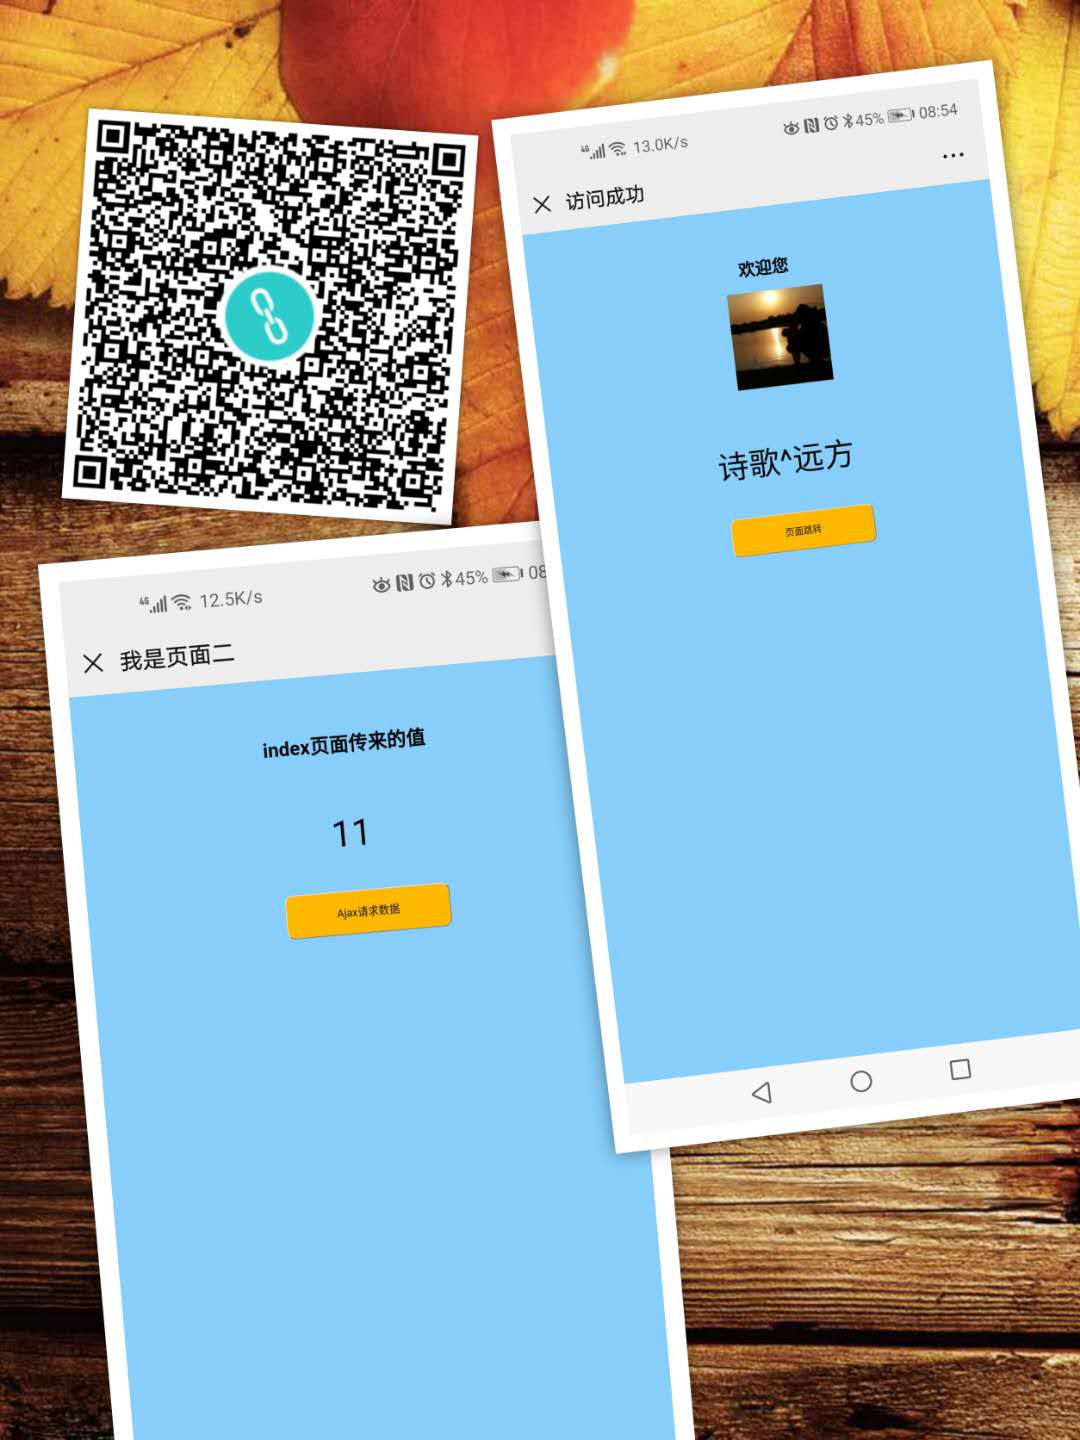 4G 13.0K/s 45% 08:54
访问成功
欢迎您
诗歌^远方
页面跳转
4G 12.5K/s 45% 08
我是页面二
index页面传来的值
11
Ajax请求数据